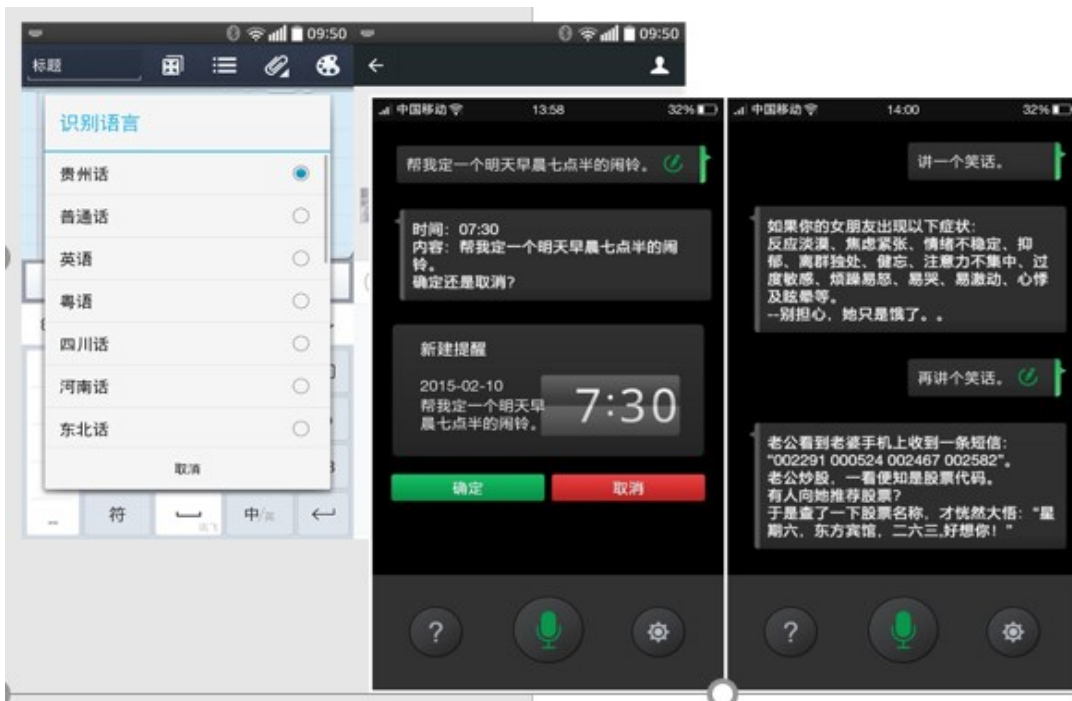 09:50
标题
识别语言
贵州话
普通话
英语
粤语
四川话
河南话
东北话
取消
符
中/英
09:50
中国移动
13:58
32%
帮我定一个明天早晨七点半的闹铃。
时间：07:30
内容：帮我定一个明天早晨七点半的闹
铃。
确定还是取消?
新建提醒
2015-02-10
帮我定一个明天早
晨七点半的闹铃。
7:30
确定
取消
?
中国移动
14:00
32%
讲一个笑话。
如果你的女朋友出现以下症状：
反应淡漠、焦虑紧张、情绪不稳定、抑
郁、离群独处、健忘、注意力不集中、过
度敏感、烦躁易怒、易哭、易激动、心悸
及眩晕等。
--别担心，她只是饿了。。
再讲个笑话。
老公看到老婆手机上收到一条短信：
“002291 000524 002467 002582”。
老公炒股，一看便知是股票代码。
有人向她推荐股票?
于是查了一下股票名称，才恍然大悟：“星
期六，东方宾馆，二六三,好想你！”
?